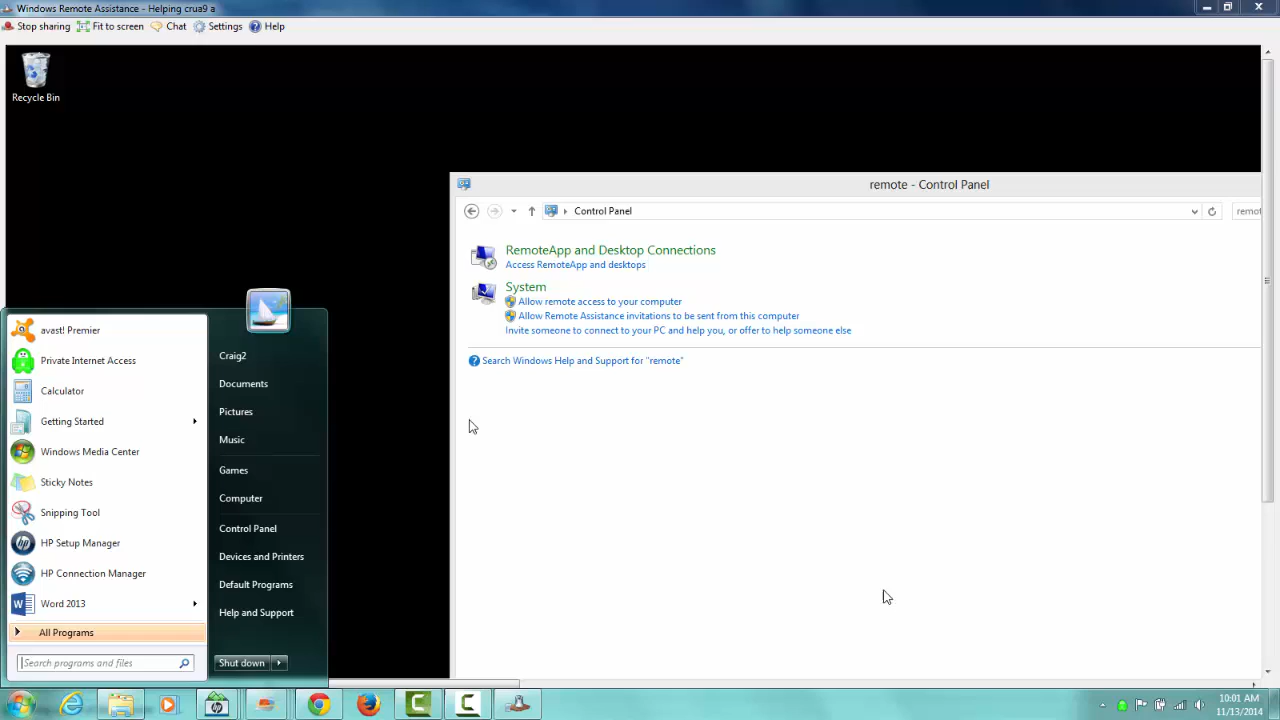 Windows Remote Assistance - Helping crua9 a
Stop sharing Fit to screen Chat Settings Help
Recycle Bin
remote - Control Panel
Control Panel
remot
RemoteApp and Desktop Connections
Access RemoteApp and desktops
System
Allow remote access to your computer
Allow Remote Assistance invitations to be sent from this computer
Invite someone to connect to your PC and help you, or offer to help someone else
Search Windows Help and Support for "remote"
avast! Premier
Private Internet Access
Calculator
Getting Started
Windows Media Center
Sticky Notes
Snipping Tool
HP Setup Manager
HP Connection Manager
Word 2013
All Programs
Search programs and files
Craig2
Documents
Pictures
Music
Games
Computer
Control Panel
Devices and Printers
Default Programs
Help and Support
Shut down
10:01 AM
11/13/2014